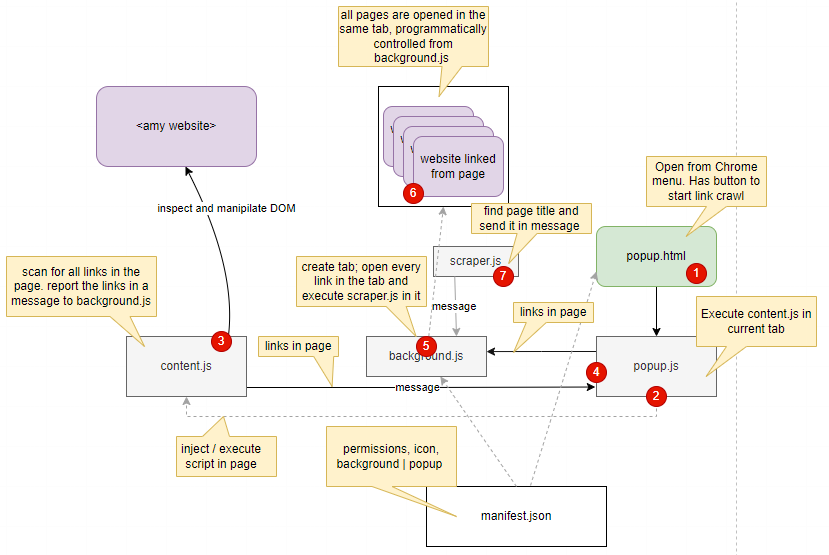 all pages are opened in the
same tab, programmatically
controlled from
background.js
<amy website>
website linked
from page
6
Open from Chrome
menu. Has button to
start link crawl
inspect and manipilate DOM
find page title and
send it in message
popup.html
1
scraper.js
7
scan for all links in the
page. report the links in a
message to background.js
create tab; open every
link in the tab and
execute scraper.js in it
message
links in page
Execute content.js in
current tab
3
links in page
5
background.js
content.js
popup.js
4
message
2
inject / execute
script in page
permissions, icon,
background | popup
manifest.json